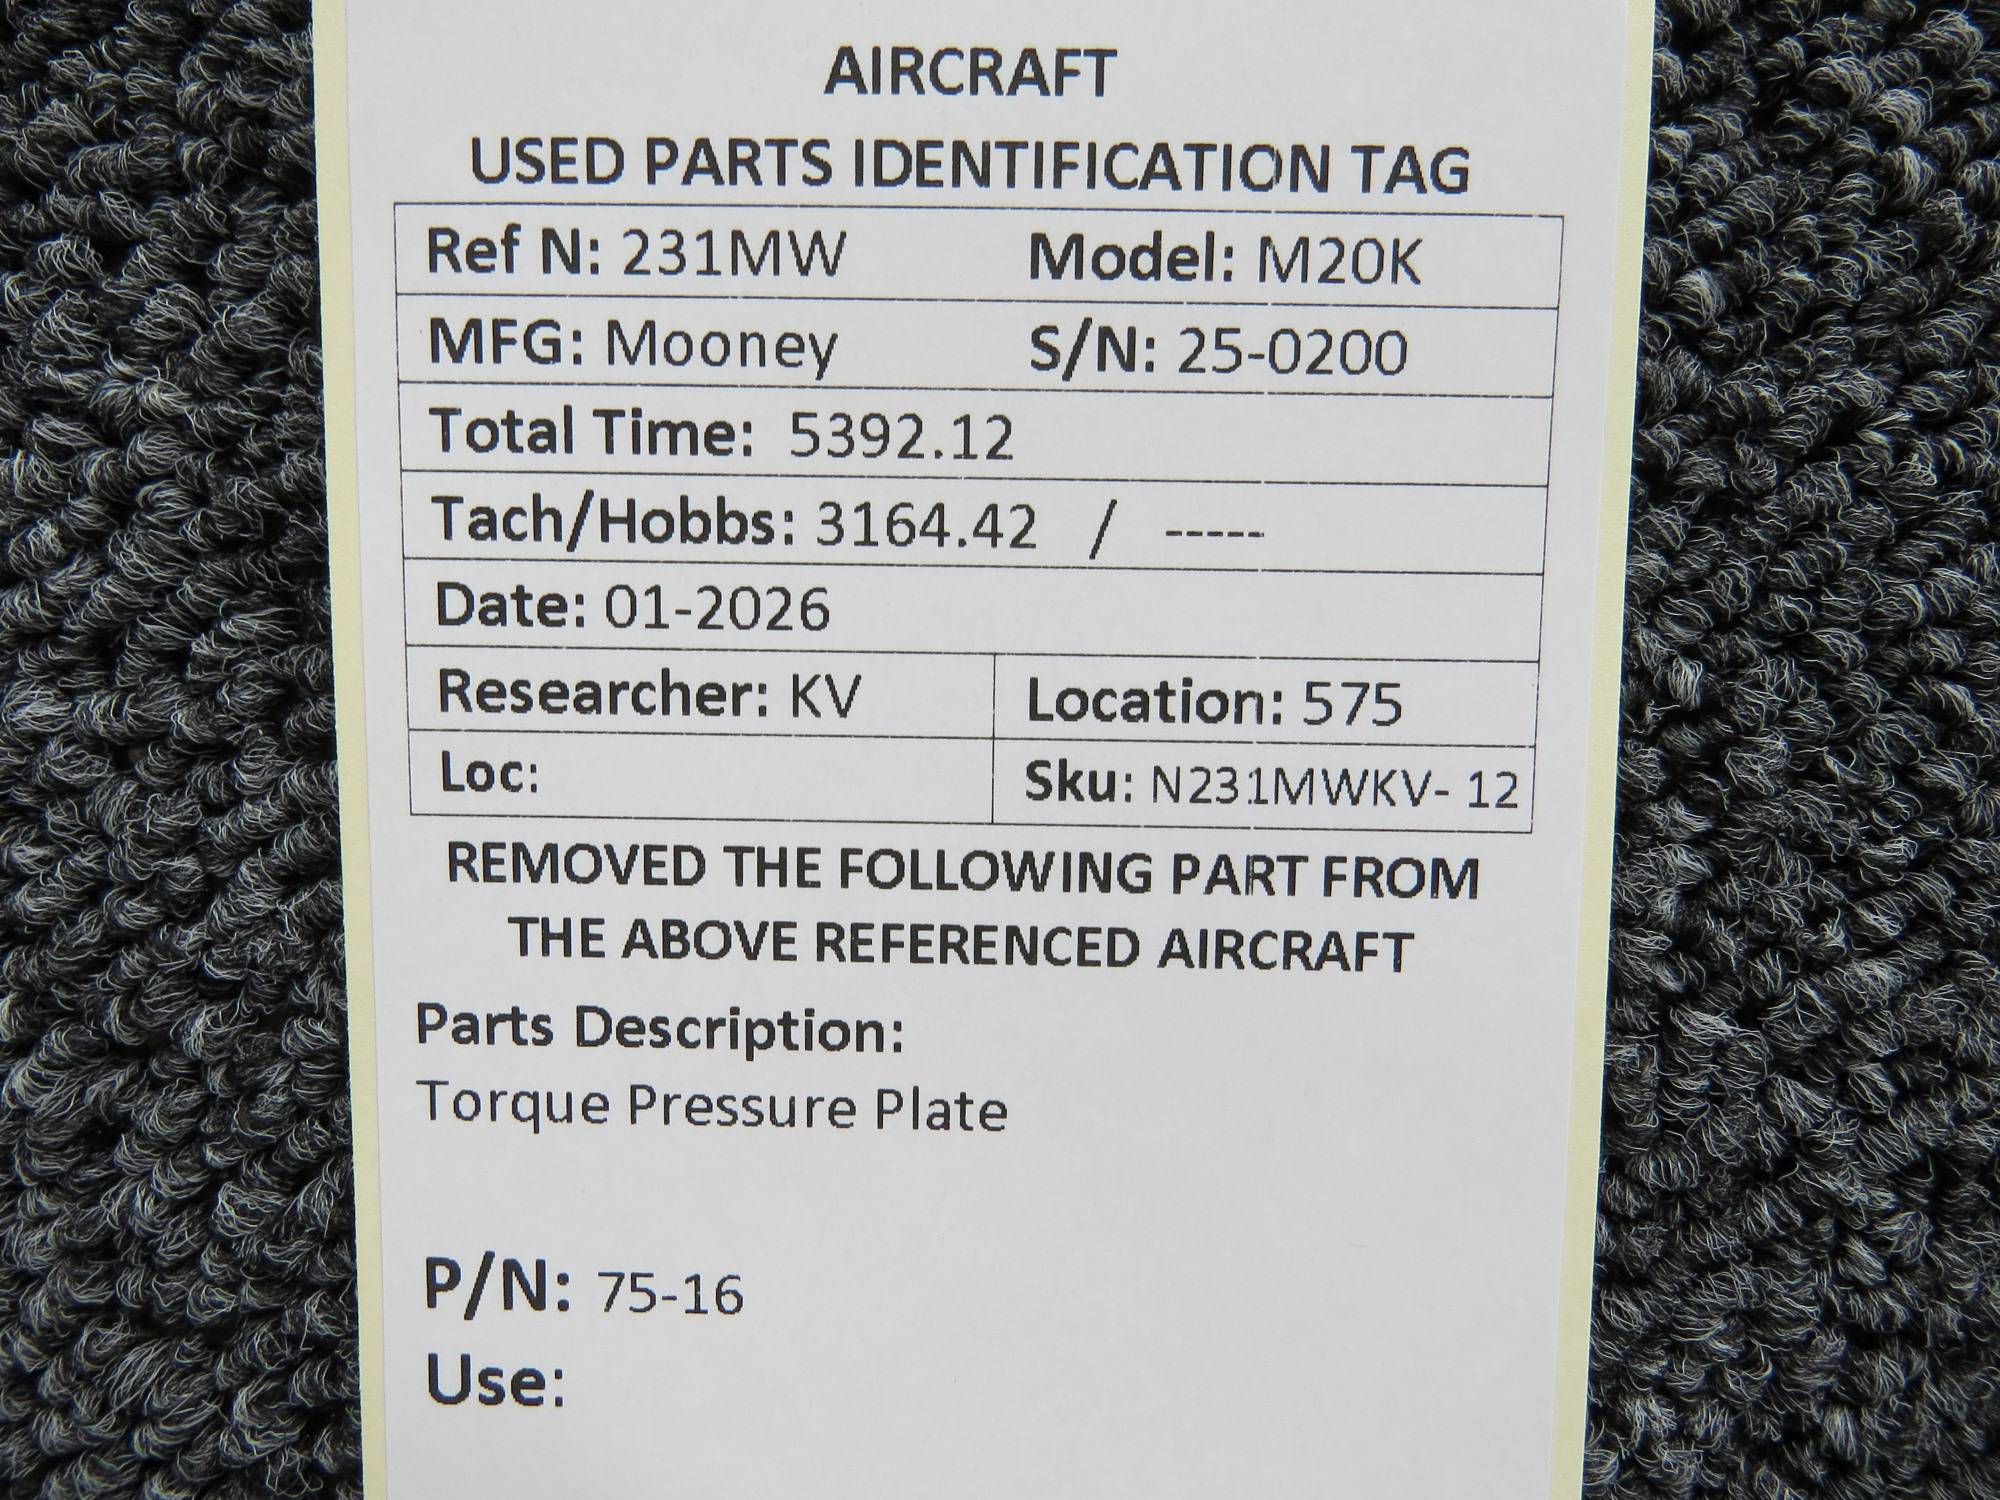 AIRCRAFT
USED PARTS IDENTIFICATION TAG
Ref N: 231MW Model: M20K
MFG: Mooney S/N: 25-0200
Total Time: 5392.12
Tach/Hobbs: 3164.42 / -----
Date: 01-2026
Researcher: KV Location: 575
Loc: Sku: N231MWKV- 12
REMOVED THE FOLLOWING PART FROM
THE ABOVE REFERENCED AIRCRAFT
Parts Description:
Torque Pressure Plate
P/N: 75-16
Use: